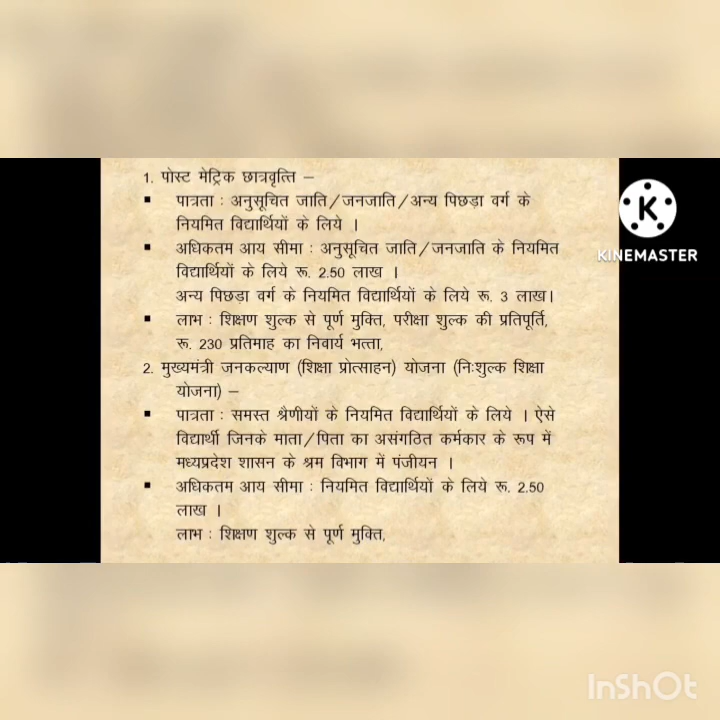 1. पोस्ट मेट्रिक छात्रवृत्ति –
▪ पात्रता : अनुसूचित जाति/जनजाति/अन्य पिछड़ा वर्ग के
नियमित विद्यार्थियों के लिये ।
▪ अधिकतम आय सीमा : अनुसूचित जाति/जनजाति के नियमित
विद्यार्थियों के लिये रू. 2.50 लाख ।
अन्य पिछड़ा वर्ग के नियमित विद्यार्थियों के लिये रू. 3 लाख।
▪ लाभ : शिक्षण शुल्क से पूर्ण मुक्ति, परीक्षा शुल्क की प्रतिपूर्ति,
रू. 230 प्रतिमाह का निवार्य भत्ता,
2. मुख्यमंत्री जनकल्याण (शिक्षा प्रोत्साहन) योजना (निःशुल्क शिक्षा
योजना) –
▪ पात्रता : समस्त श्रैणीयों के नियमित विद्यार्थियों के लिये । ऐसे
विद्यार्थी जिनके माता/पिता का असंगठित कर्मकार के रूप में
मध्यप्रदेश शासन के श्रम विभाग में पंजीयन ।
▪ अधिकतम आय सीमा : नियमित विद्यार्थियों के लिये रू. 2.50
लाख ।
लाभ : शिक्षण शुल्क से पूर्ण मुक्ति,
K
KINEMASTER
InShOt